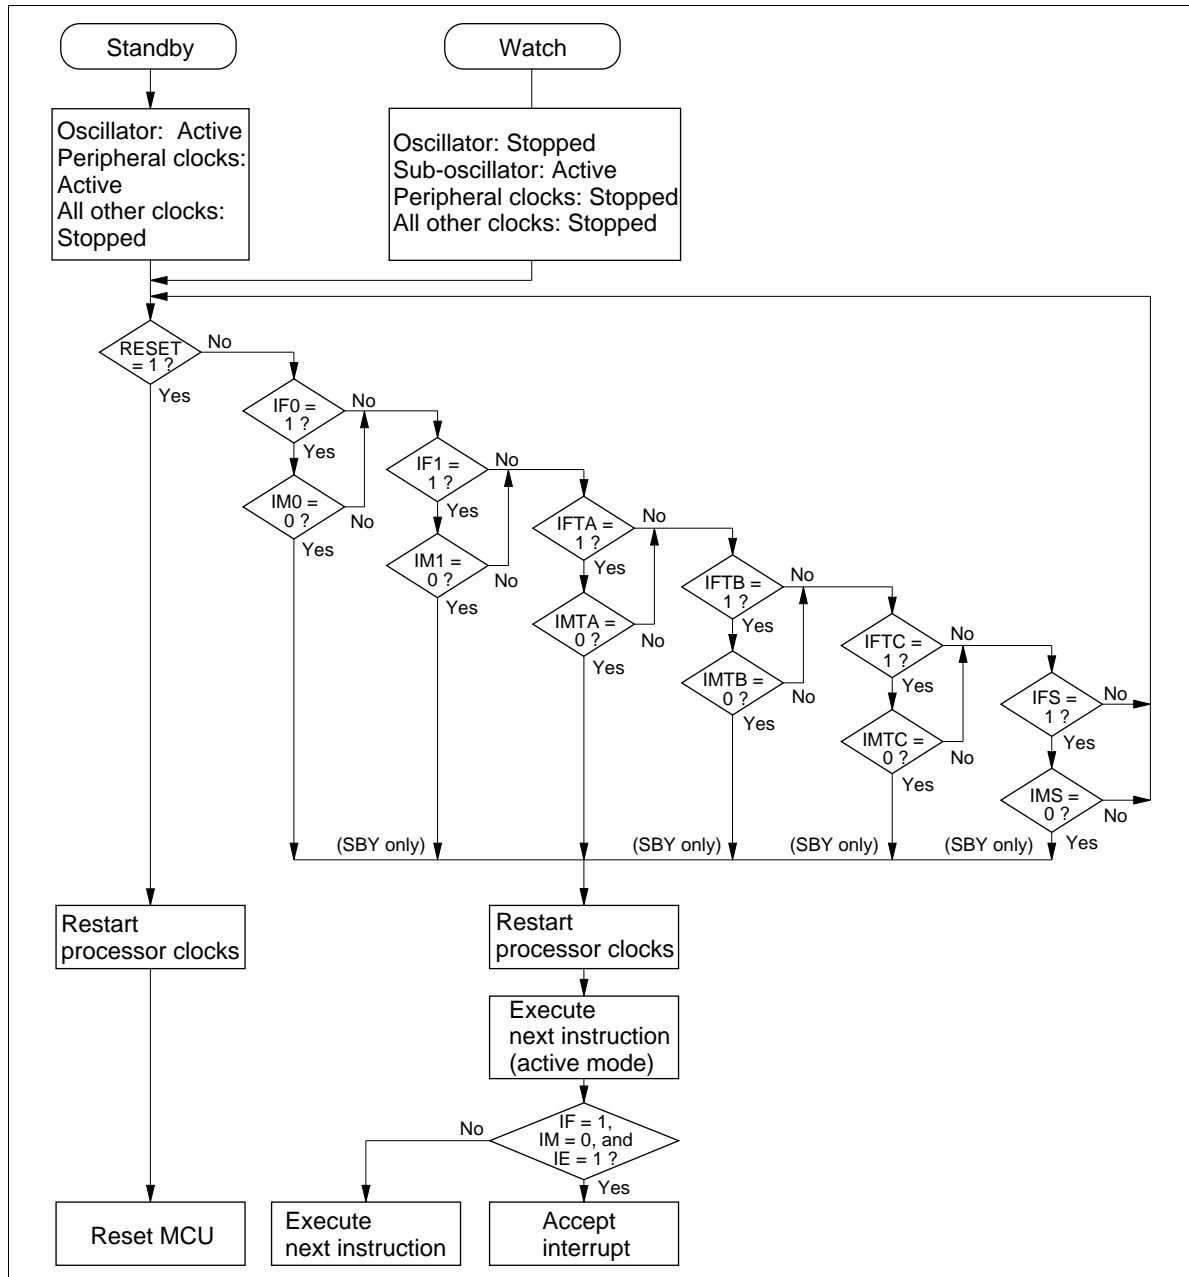 Standby
Watch
Oscillator: Active
Peripheral clocks:
Active
All other clocks:
Stopped
Oscillator: Stopped
Sub-oscillator: Active
Peripheral clocks: Stopped
All other clocks: Stopped
RESET
= 1 ?
No
Yes
IF0 =
1 ?
No
Yes
IM0 =
0 ?
No
Yes
IF1 =
1 ?
No
Yes
IM1 =
0 ?
No
Yes
IFTA =
1 ?
No
Yes
IMTA =
0 ?
No
Yes
IFTB =
1 ?
No
Yes
IMTB =
0 ?
No
Yes
IFTC =
1 ?
No
Yes
IMTC =
0 ?
No
Yes
IFS =
1 ?
No
Yes
IMS =
0 ?
No
Yes
(SBY only)
(SBY only)
(SBY only)
(SBY only)
Restart
processor clocks
Restart
processor clocks
Execute
next instruction
(active mode)
IF = 1,
IM = 0, and
IE = 1 ?
No
Yes
Reset MCU
Execute
next instruction
Accept
interrupt